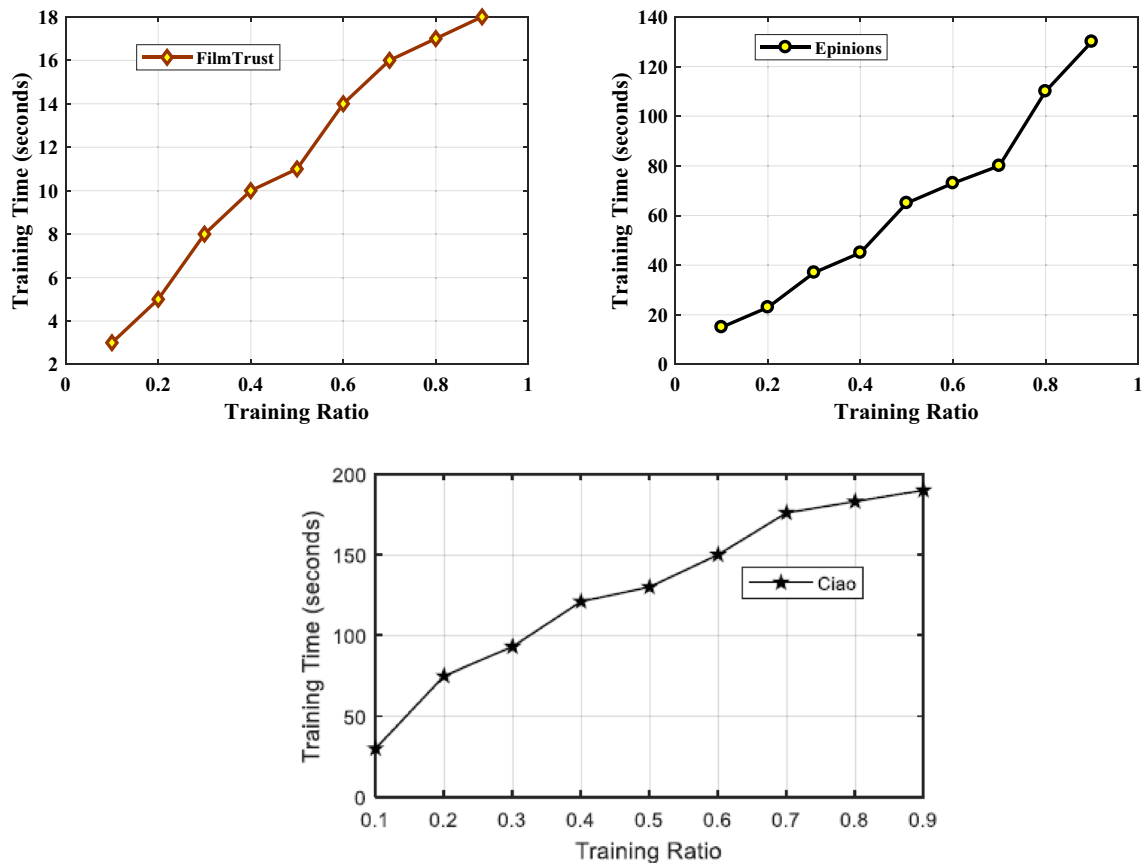 18
16
14
12
10
8
6
4
2
Training Time (seconds)
FilmTrust
0 0.2 0.4 0.6 0.8 1
Training Ratio
140
120
100
80
60
40
20
0
Training Time (seconds)
Epinions
0 0.2 0.4 0.6 0.8 1
Training Ratio
200
150
100
50
0
Training Time (seconds)
Ciao
0.1 0.2 0.3 0.4 0.5 0.6 0.7 0.8 0.9
Training Ratio